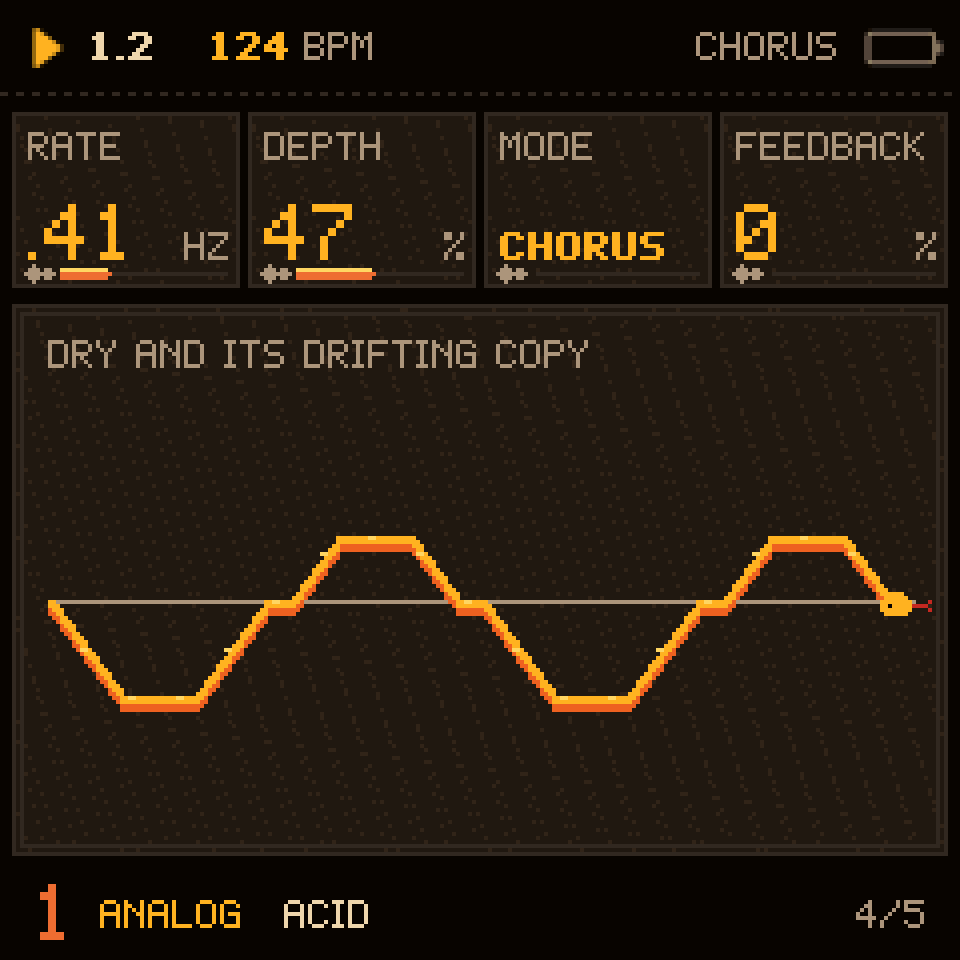 1.2 124 BPM CHORUS
RATE DEPTH MODE FEEDBACK
.41 HZ 47 % CHORUS 0 %
DRY AND ITS DRIFTING COPY
1 ANALOG ACID 4/5